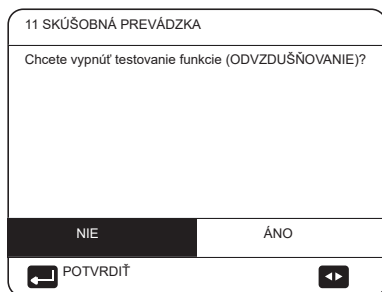 11 SKÚŠOBNÁ PREVÁDZKA
Chcete vypnúť testovanie funkcie (ODVZDUŠŇOVANIE)?
NIE ÁNO
POTVRDIŤ